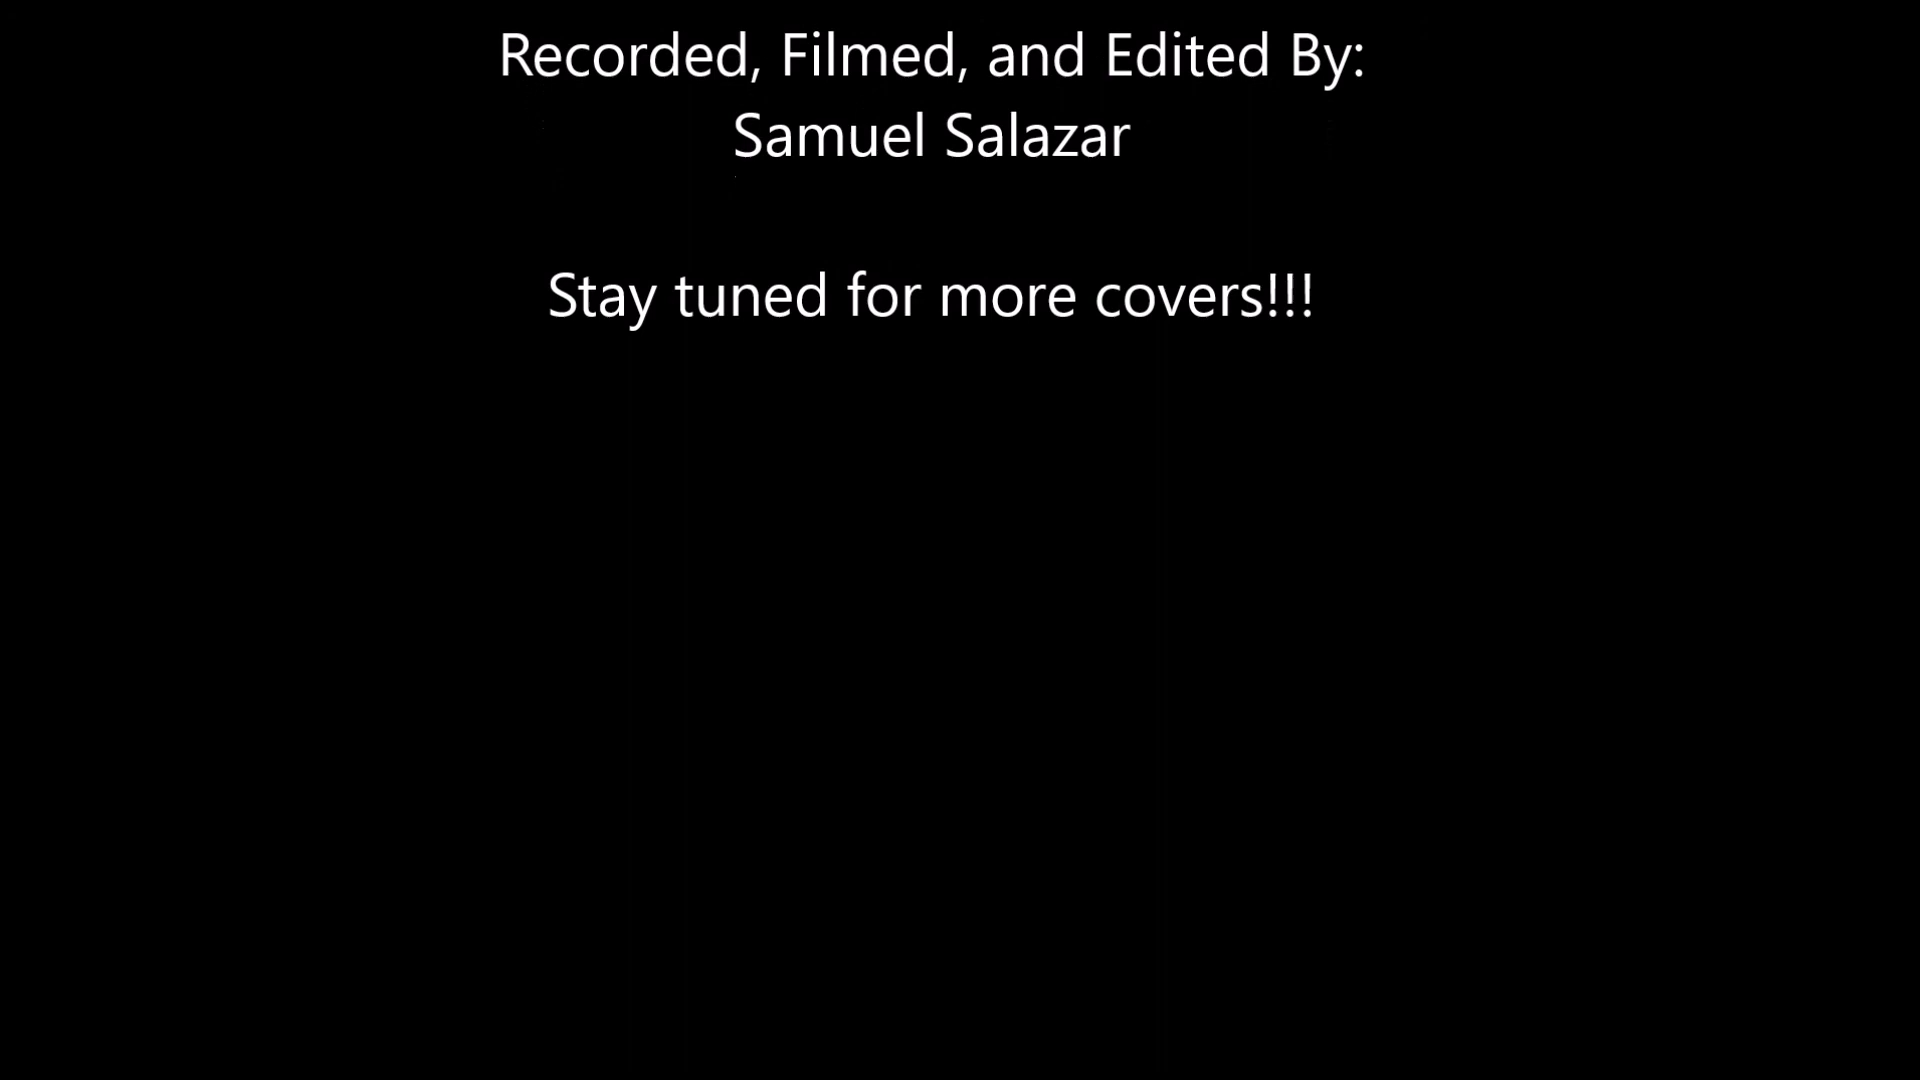 Recorded, Filmed, and Edited By:
Samuel Salazar
Stay tuned for more covers!!!